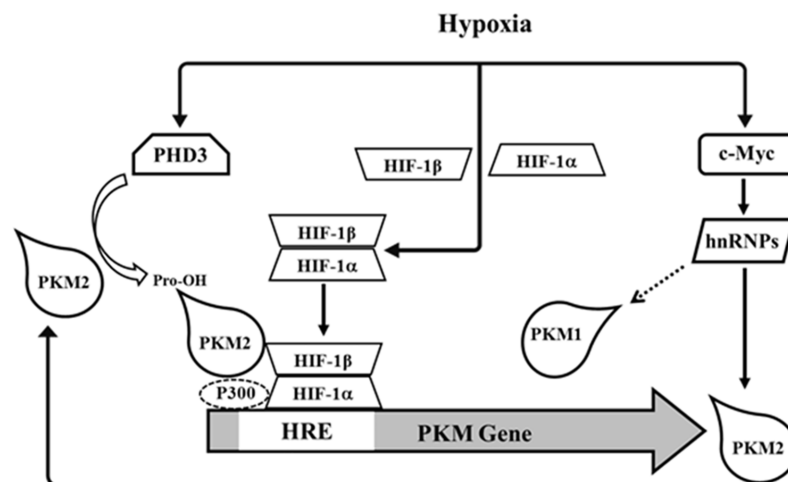 Hypoxia
PHD3
HIF-1β
HIF-1α
c-Myc
HIF-1β
HIF-1α
hnRNPs
PKM2
Pro-OH
PKM1
PKM2
HIF-1β
P300
HIF-1α
HRE
PKM Gene
PKM2